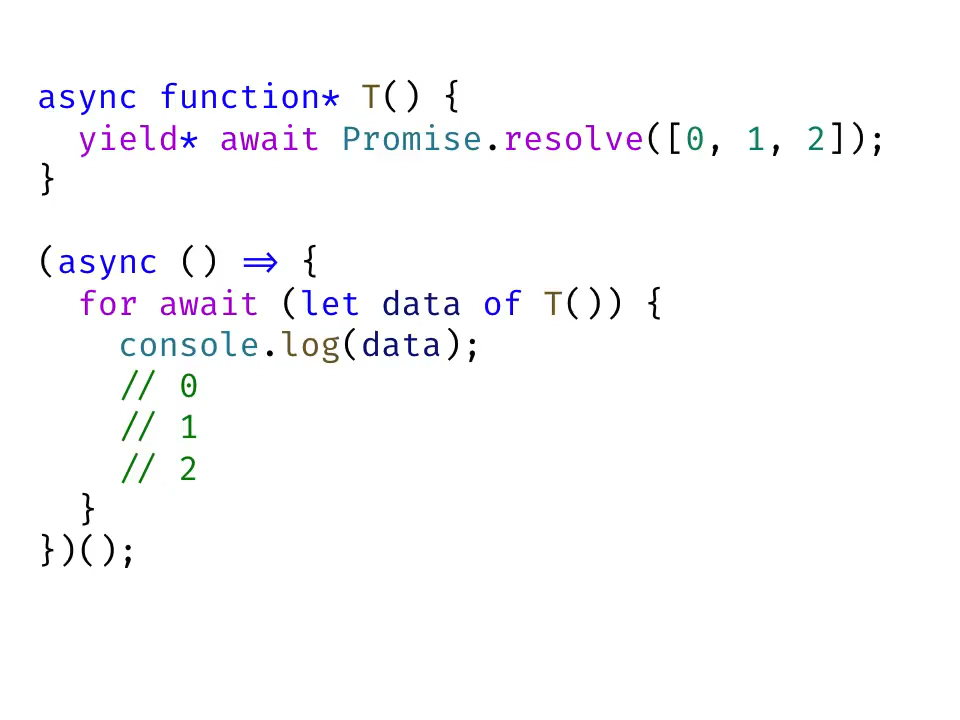 async function* T() {
  yield* await Promise.resolve([0, 1, 2]);
}

(async () => {
  for await (let data of T()) {
    console.log(data);
    // 0
    // 1
    // 2
  }
})();